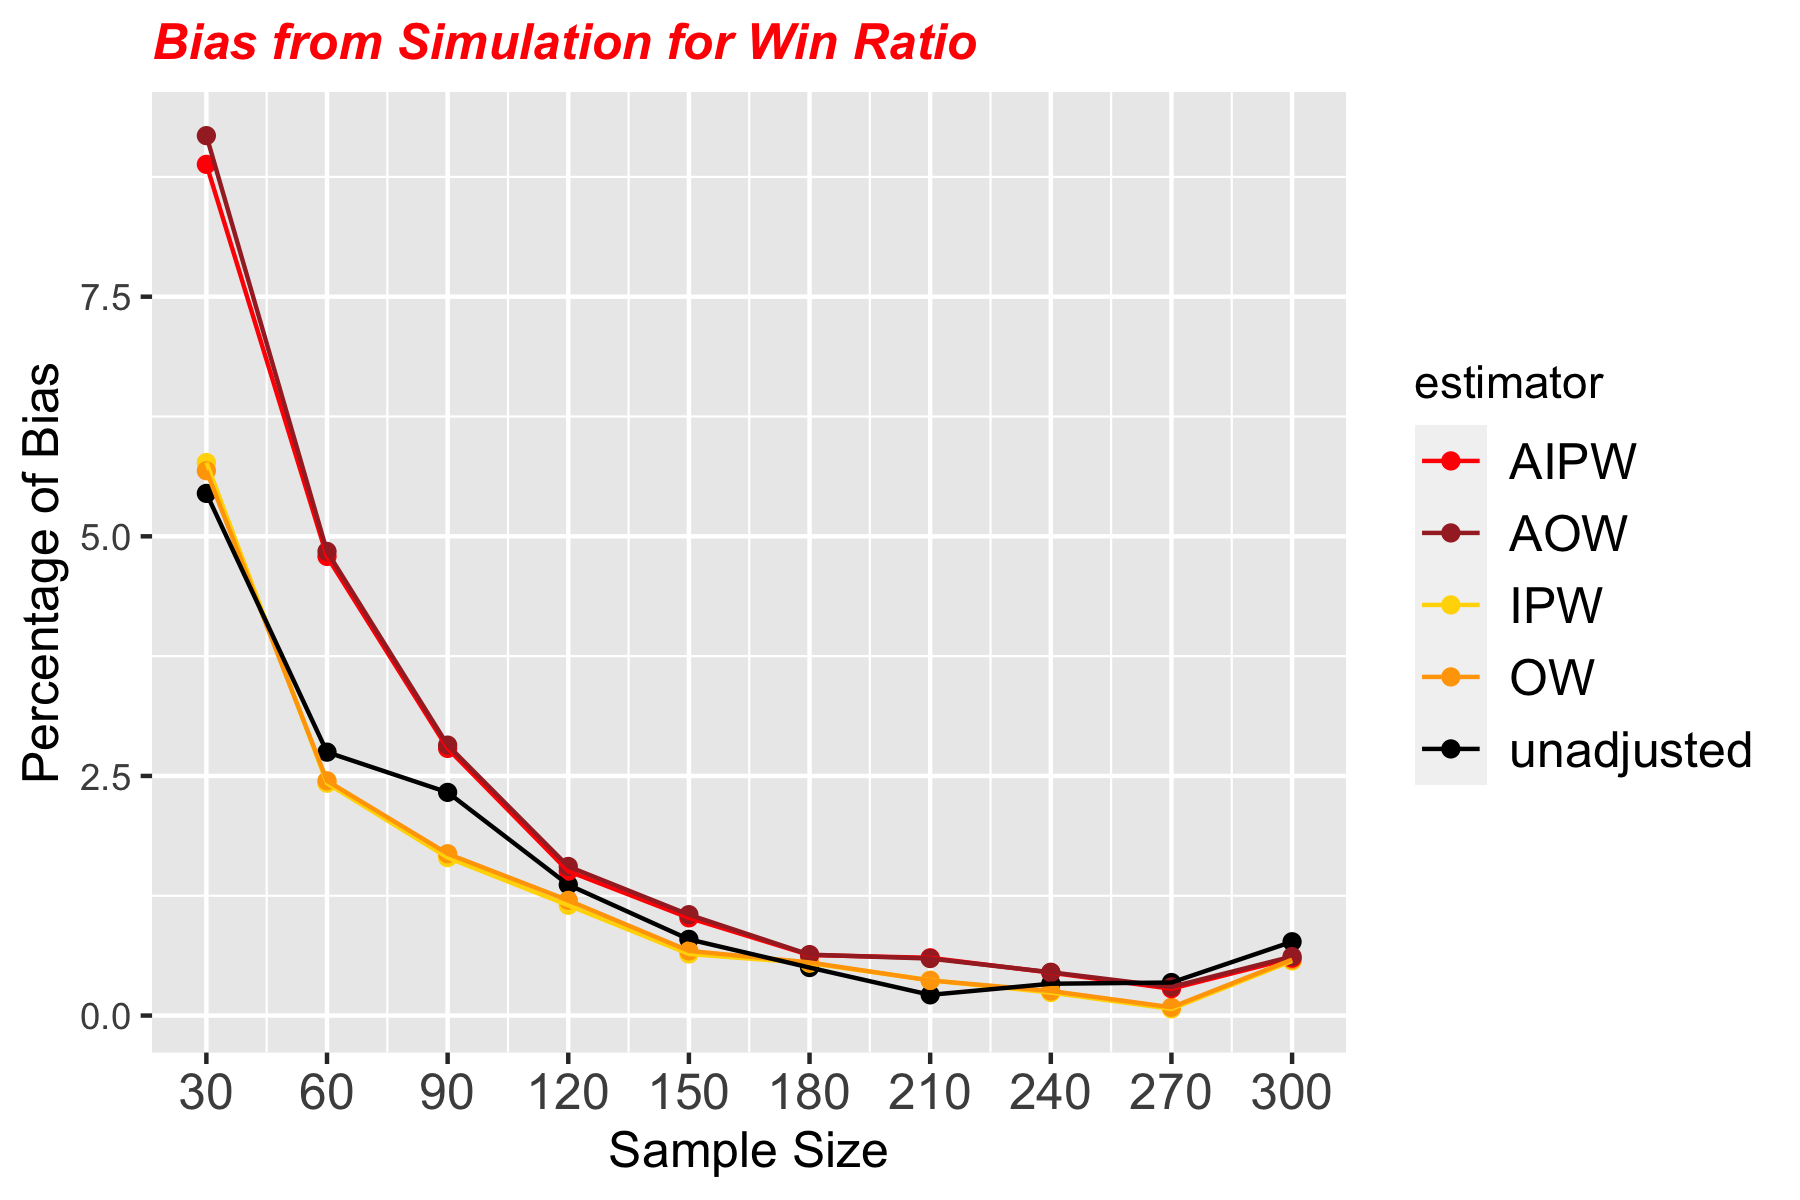 Bias from Simulation for Win Ratio
Percentage of Bias
7.5
5.0
2.5
0.0
30 60 90 120 150 180 210 240 270 300
Sample Size
estimator
AIPW
AOW
IPW
OW
unadjusted